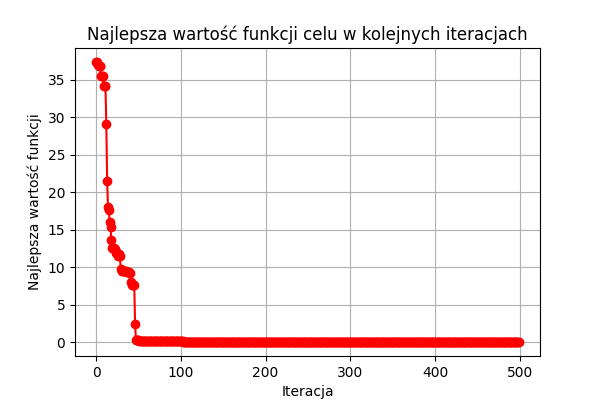 Najlepsza wartość funkcji celu w kolejnych iteracjach
Najlepsza wartość funkcji
35
30
25
20
15
10
5
0
0 100 200 300 400 500
Iteracja